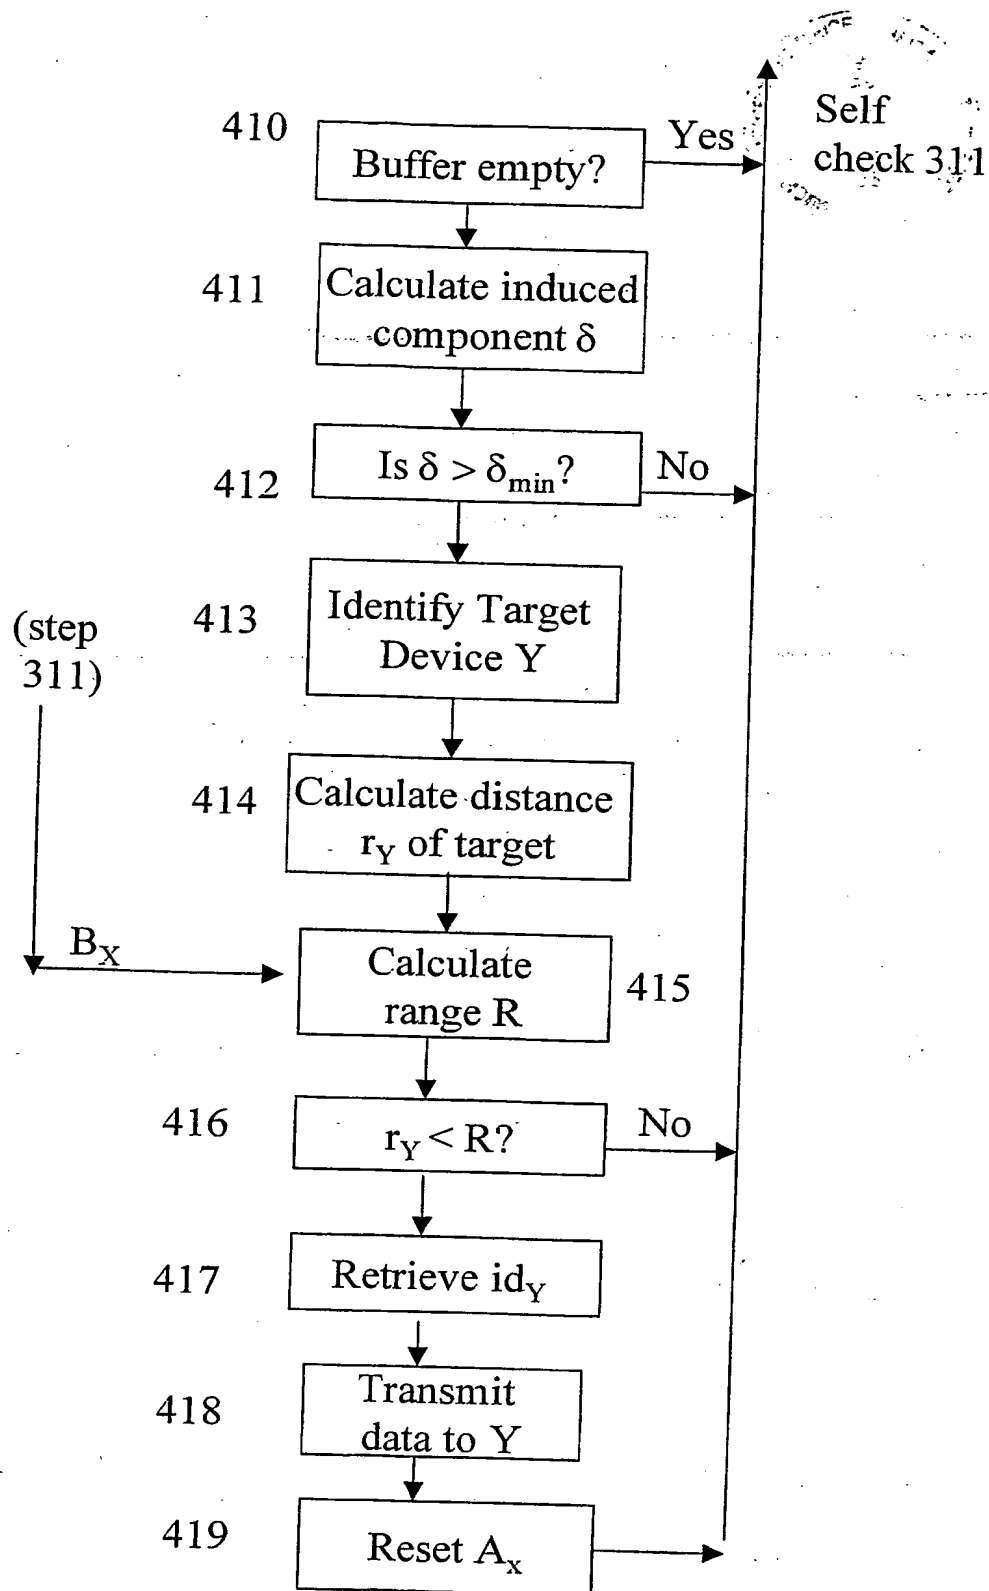 410
Buffer empty?
Yes
Self
check 311
411
Calculate induced
component δ
412
Is δ > δmin?
No
413
Identify Target
Device Y
(step
311)
414
Calculate distance
rY of target
BX
Calculate
range R
415
416
rY < R?
No
417
Retrieve idY
418
Transmit
data to Y
419
Reset Ax